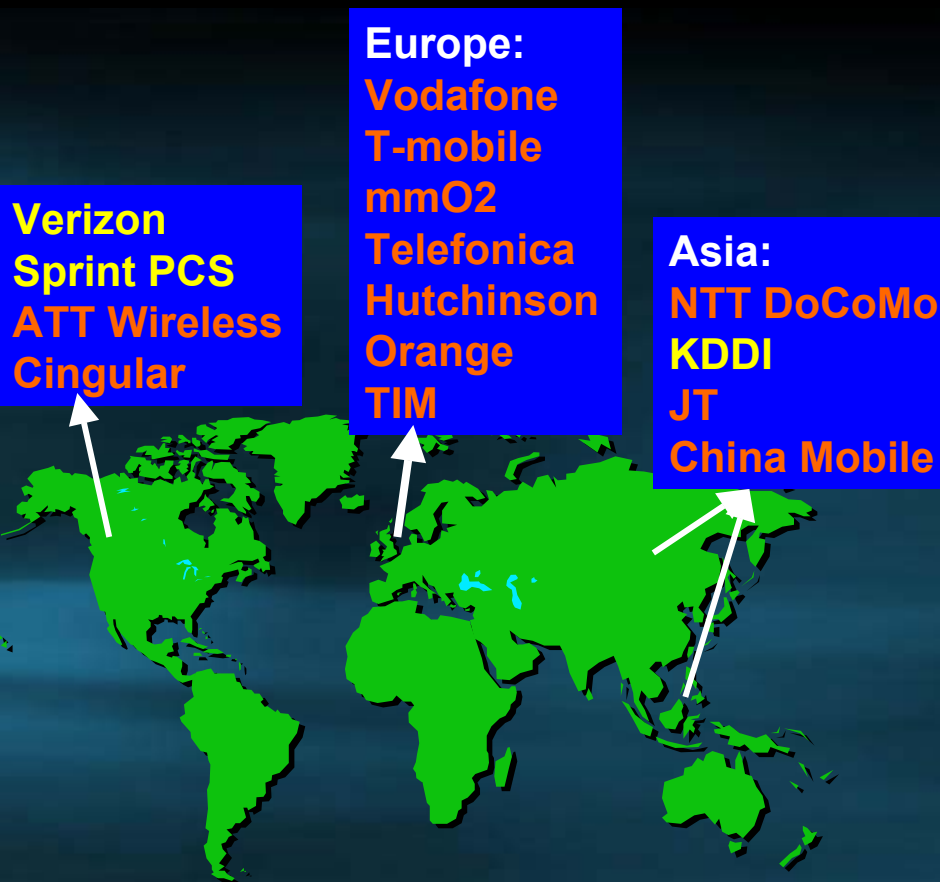 Verizon
Sprint PCS
ATT Wireless
Cingular
Europe:
Vodafone
T-mobile
mmO2
Telefonica
Hutchinson
Orange
TIM
Asia:
NTT DoCoMo
KDDI
JT
China Mobile